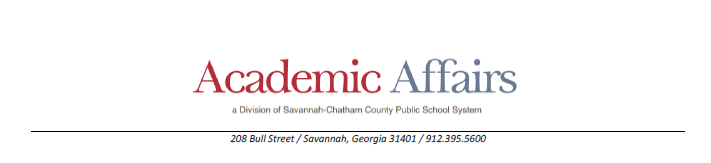 Academic Affairs
a Division of Savannah-Chatham County Public School System
208 Bull Street / Savannah, Georgia 31401 / 912.395.5600